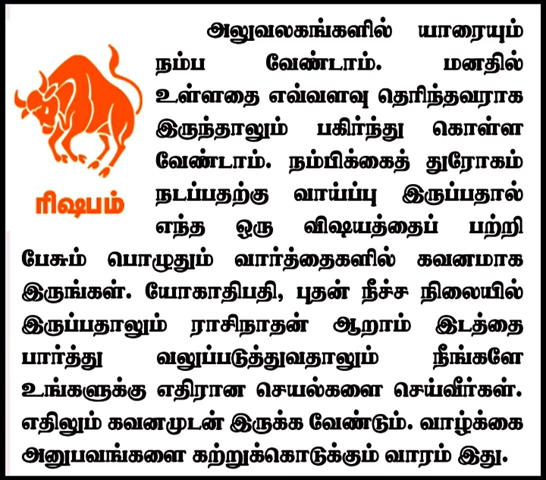 அலுவலகங்களில் யாரையும்
நம்ப வேண்டாம். மனதில்
உள்ளதை எவ்வளவு தெரிந்தவராக
இருந்தாலும் பகிர்ந்து கொள்ள
வேண்டாம். நம்பிக்கைத் துரோகம்
நடப்பதற்கு வாய்ப்பு இருப்பதால்
எந்த ஒரு விஷயத்தைப் பற்றி
ரிஷபம்
பேசும் பொழுதும் வார்த்தைகளில் கவனமாக
இருங்கள். யோகாதிபதி, புதன் நீச்ச நிலையில்
இருப்பதாலும் ராசிநாதன் ஆறாம் இடத்தை
பார்த்து வலுப்படுத்துவதாலும் நீங்களே
உங்களுக்கு எதிரான செயல்களை செய்வீர்கள்.
எதிலும் கவனமுடன் இருக்க வேண்டும். வாழ்க்கை
அனுபவங்களை கற்றுக்கொடுக்கும் வாரம் இது.